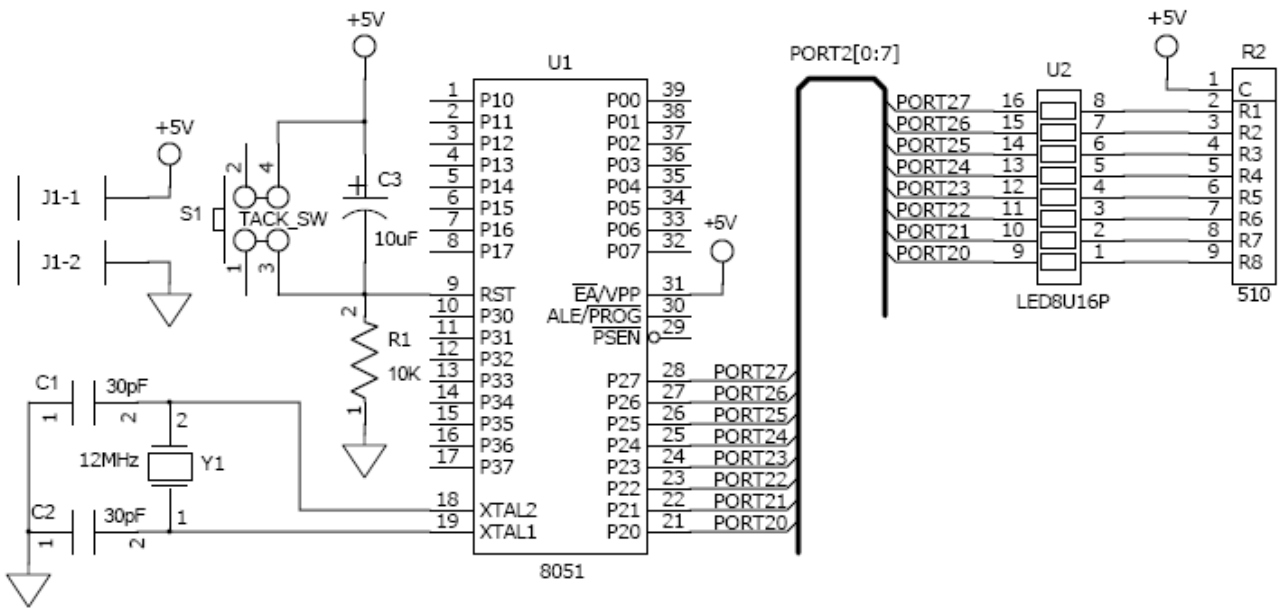 +5V
J1-1
J1-2
+5V
S1
2
4
TACK_SW
1
3
C3
10uF
2
R1
10K
1
C1
30pF
1
2
12MHz
2
Y1
1
C2
30pF
1
2
U1
1 P10
2 P11
3 P12
4 P13
5 P14
6 P15
7 P16
8 P17
9 RST
10 P30
11 P31
12 P32
13 P33
14 P34
15 P35
16 P36
17 P37
18 XTAL2
19 XTAL1
P00 39
P01 38
P02 37
P03 36
P04 35
P05 34
P06 33
P07 32
+5V
EA/VPP 31
ALE/PROG 30
PSEN 29
P27 28 PORT27
P26 27 PORT26
P25 26 PORT25
P24 25 PORT24
P23 24 PORT23
P22 23 PORT22
P21 22 PORT21
P20 21 PORT20
8051
PORT2[0:7]
U2
PORT27 16 8
PORT26 15 7
PORT25 14 6
PORT24 13 5
PORT23 12 4
PORT22 11 3
PORT21 10 2
PORT20 9 1
LED8U16P
+5V
R2
1 C
2 R1
3 R2
4 R3
5 R4
6 R5
7 R6
8 R7
9 R8
510